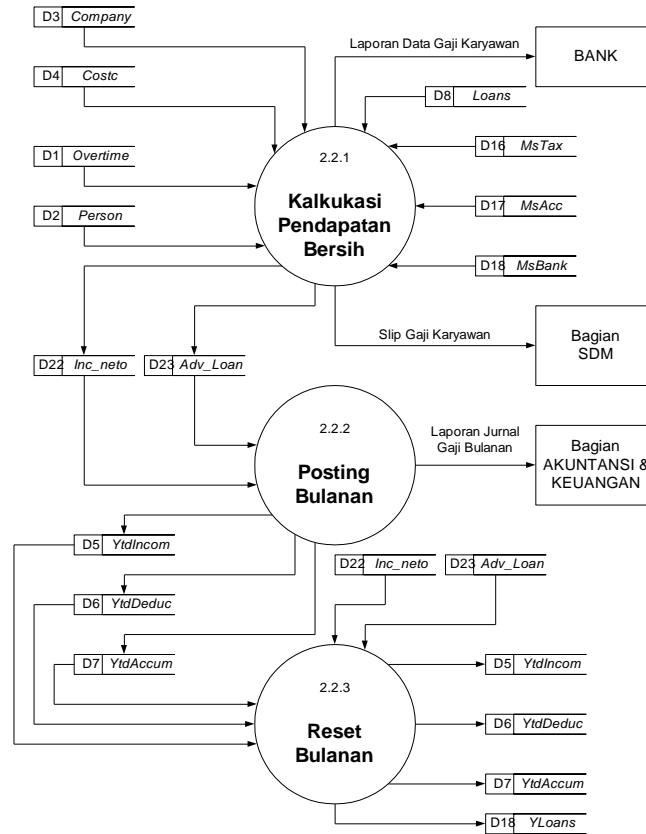 D3 Company
Laporan Data Gaji Karyawan
BANK
D4 Costc
D8 Loans
D1 Overtime
2.2.1
D16 MsTax
Kalkukasi
Pendapatan
Bersih
D2 Person
D17 MsAcc
D18 MsBank
Slip Gaji Karyawan
Bagian
SDM
D22 Inc_neto
D23 Adv_Loan
2.2.2
Posting
Bulanan
Laporan Jurnal
Gaji Bulanan
Bagian
AKUNTANSI &
KEUANGAN
D5 YtdIncom
D22 Inc_neto
D23 Adv_Loan
D6 YtdDeduc
D7 YtdAccum
2.2.3
Reset
Bulanan
D5 YtdIncom
D6 YtdDeduc
D7 YtdAccum
D18 YLoans